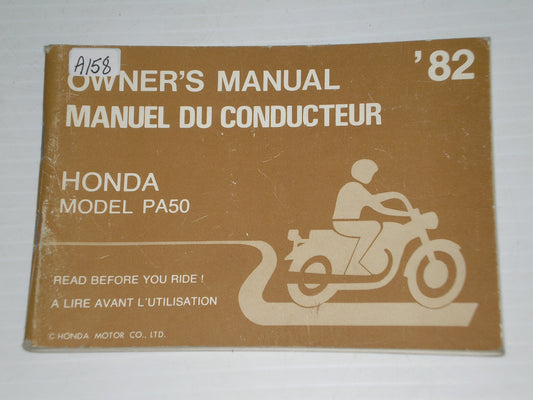 A158
OWNER'S MANUAL '82
MANUEL DU CONDUCTEUR
HONDA
MODEL PA50
READ BEFORE YOU RIDE !
A LIRE AVANT L'UTILISATION
© HONDA MOTOR CO., LTD.